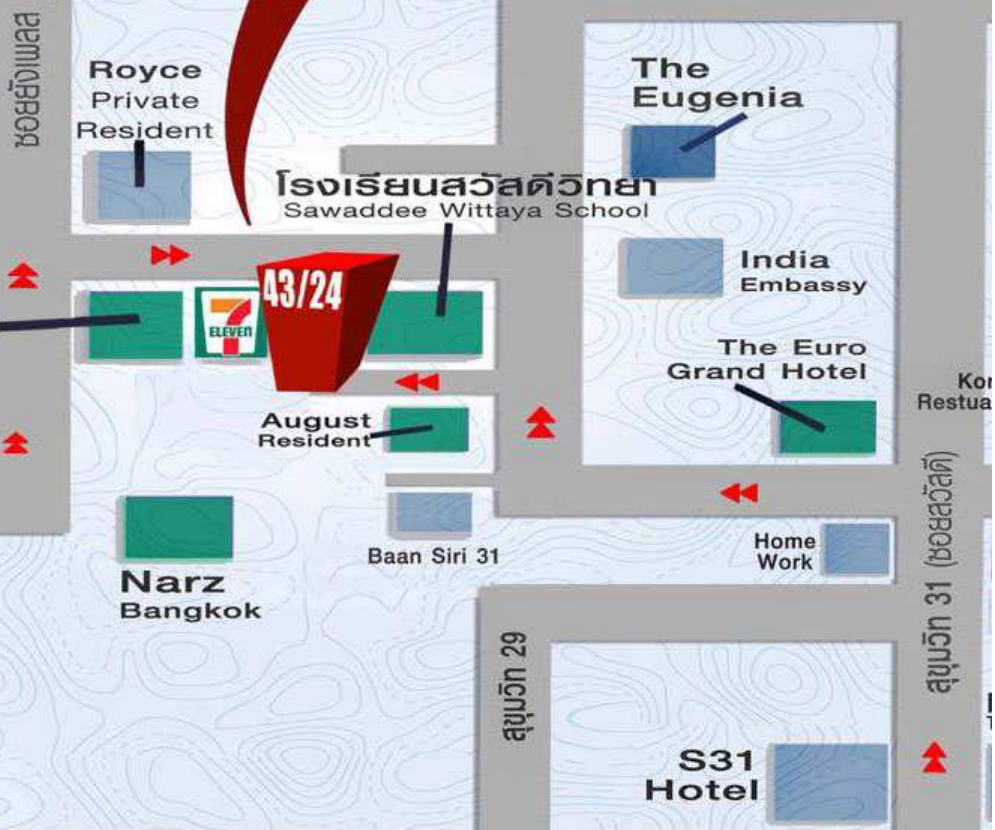 ซอยยังเพลส
Royce
Private
Resident
The
Eugenia
โรงเรียนสวัสดีวิทยา
Sawaddee Wittaya School
India
Embassy
43/24
7
ELEVEN
The Euro
Grand Hotel
August
Resident
Baan Siri 31
Home
Work
Narz
Bangkok
สุขุมวิท 29
สุขุมวิท 31 (ซอยสวัสดี)
S31
Hotel